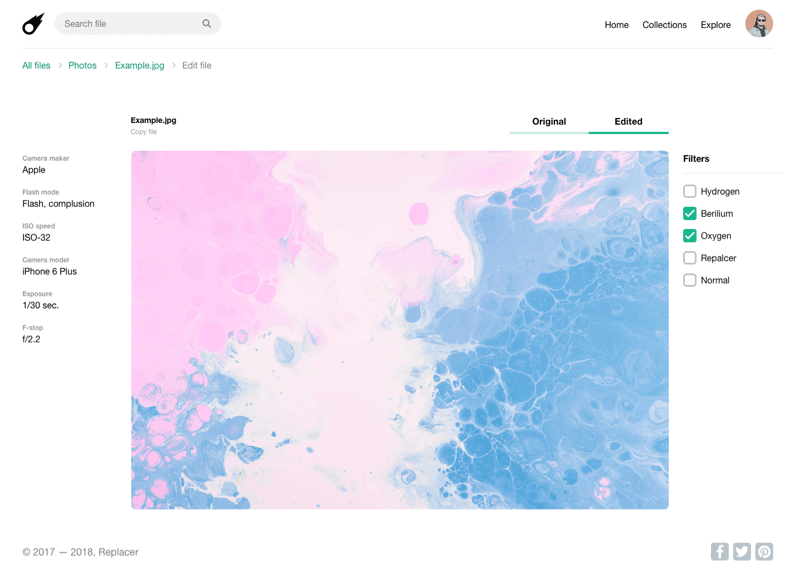 Search file
Home Collections Explore
All files Photos Example.jpg Edit file
Example.jpg
Copy file
Original Edited
Camera maker
Apple
Flash mode
Flash, complusion
ISO speed
ISO-32
Camera model
iPhone 6 Plus
Exposure
1/30 sec.
F-stop
f/2.2
Filters
Hydrogen
Berilium
Oxygen
Repalcer
Normal
© 2017 — 2018, Replacer